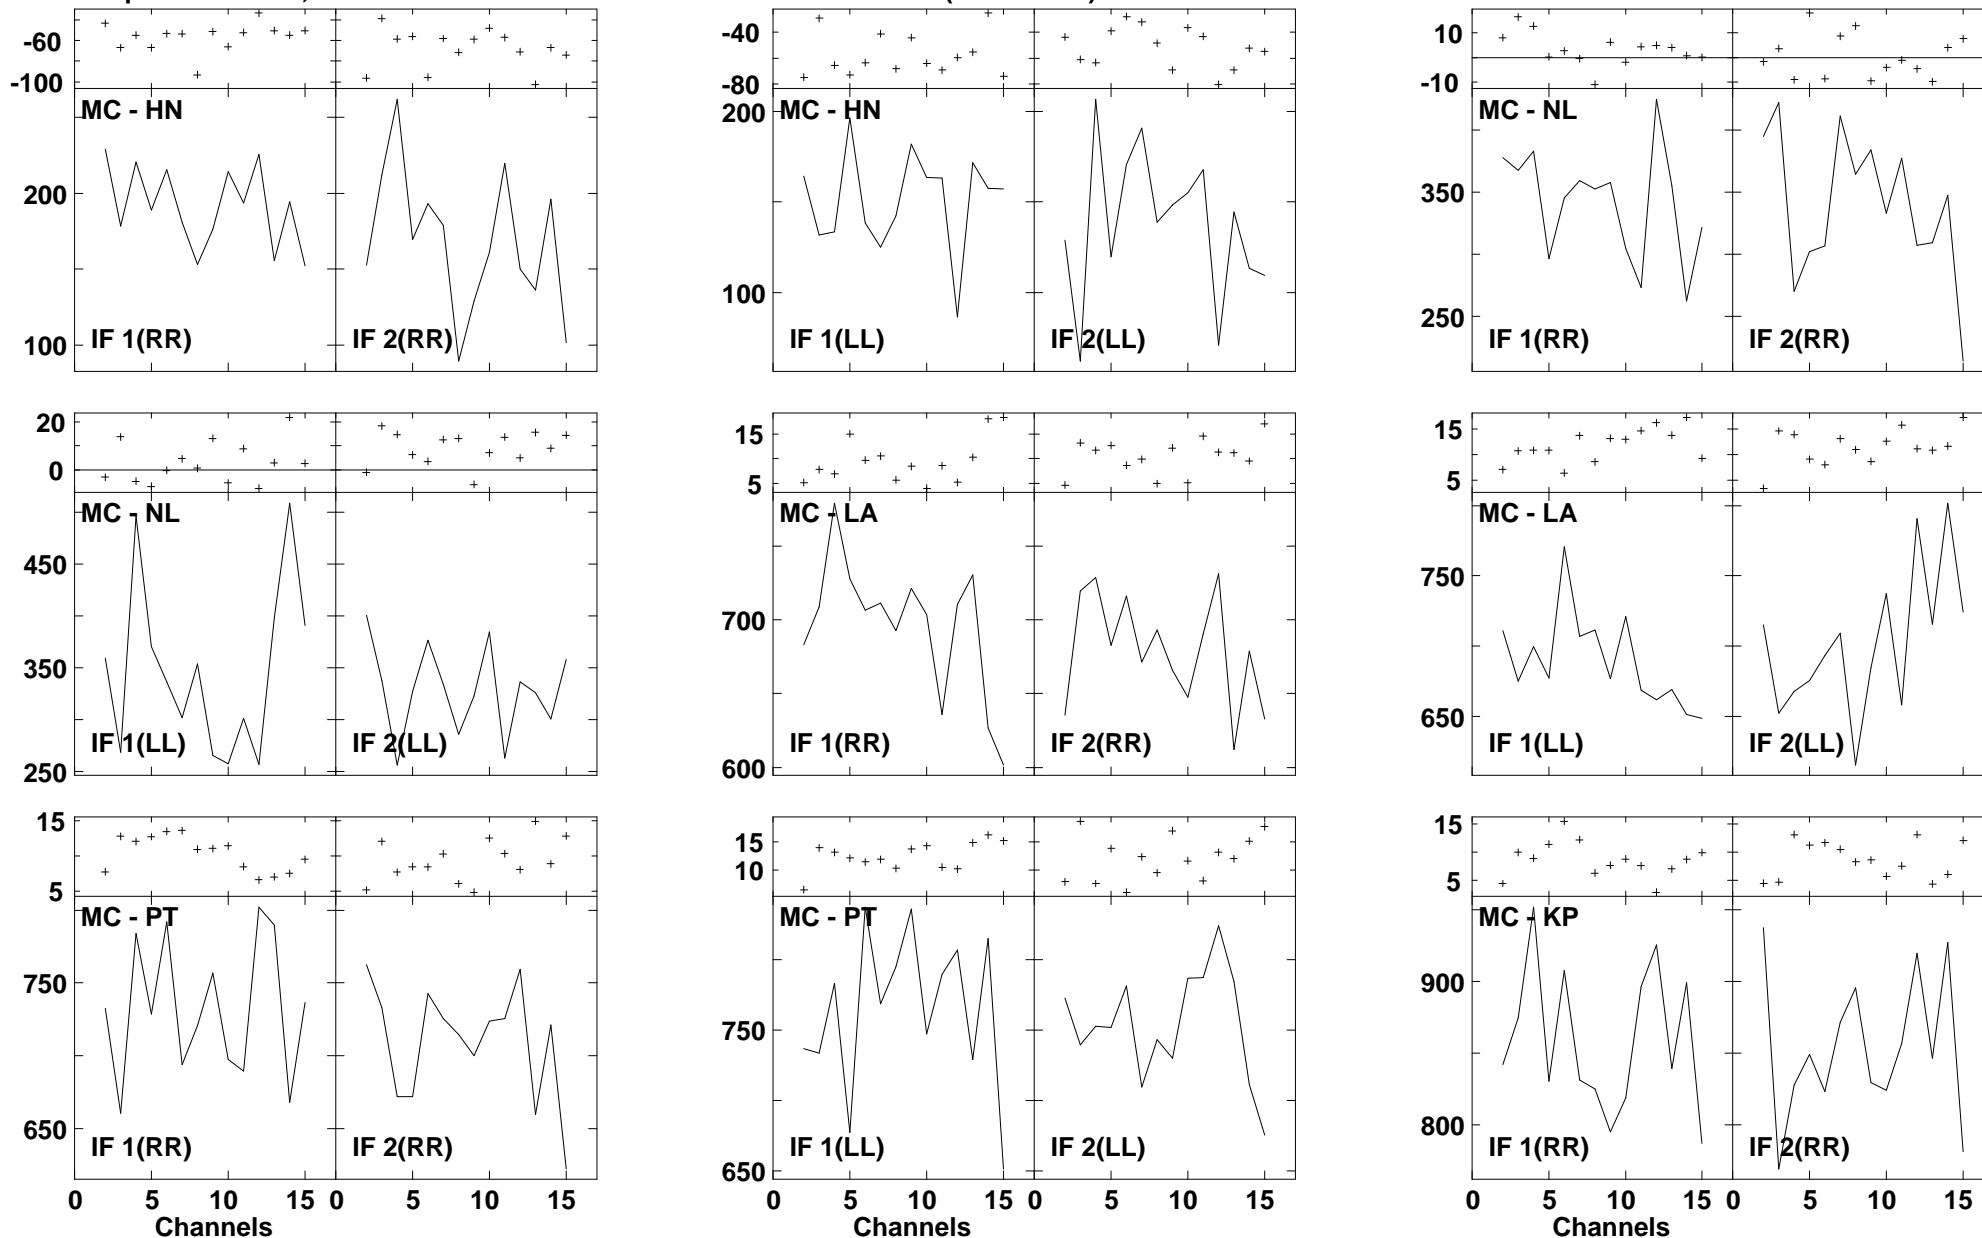 -60
-100
MC - HN
200
100
IF 1(RR)
IF 2(RR)
-40
-80
MC - HN
200
100
IF 1(LL)
IF 2(LL)
10
-10
MC - NL
350
250
IF 1(RR)
IF 2(RR)
20
0
MC - NL
450
350
250
IF 1(LL)
IF 2(LL)
15
5
MC - LA
700
600
IF 1(RR)
IF 2(RR)
15
5
MC - LA
750
650
IF 1(LL)
IF 2(LL)
15
5
MC - PT
750
650
IF 1(RR)
IF 2(RR)
0 5 10 15 0 5 10 15
Channels
15
10
MC - PT
750
650
IF 1(LL)
IF 2(LL)
0 5 10 15 0 5 10 15
Channels
15
5
MC - KP
900
800
IF 1(RR)
IF 2(RR)
0 5 10 15 0 5 10 15
Channels